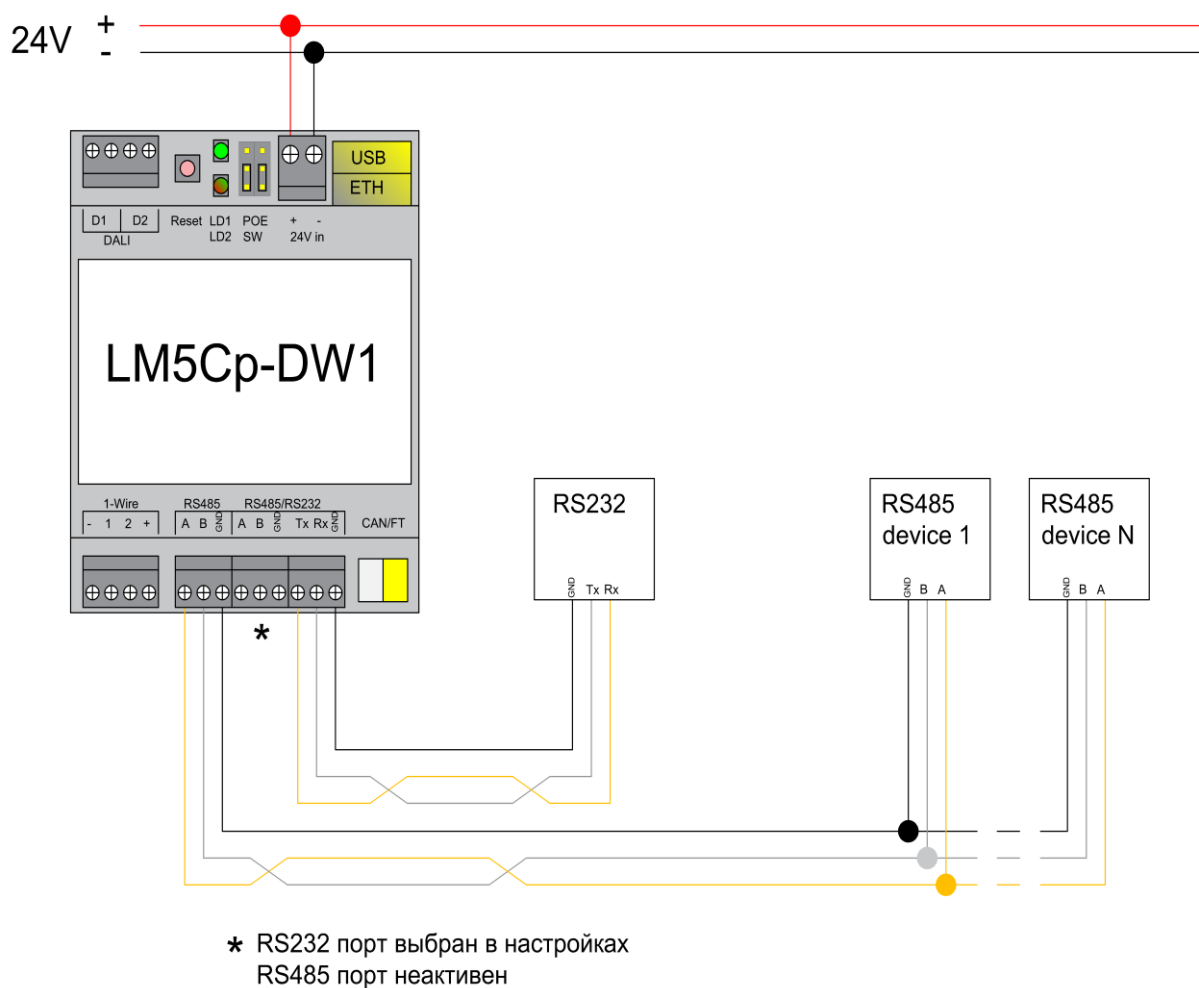 24V + -
USB
ETH
D1 D2 Reset LD1 POE + -
DALI LD2 SW 24V in
LM5Cp-DW1
1-Wire RS485 RS485/RS232
- 1 2 + A B GND A B GND Tx Rx GND CAN/FT
*
RS232
GND Tx Rx
RS485
device 1
GND B A
RS485
device N
GND B A
* RS232 порт выбран в настройках
RS485 порт неактивен